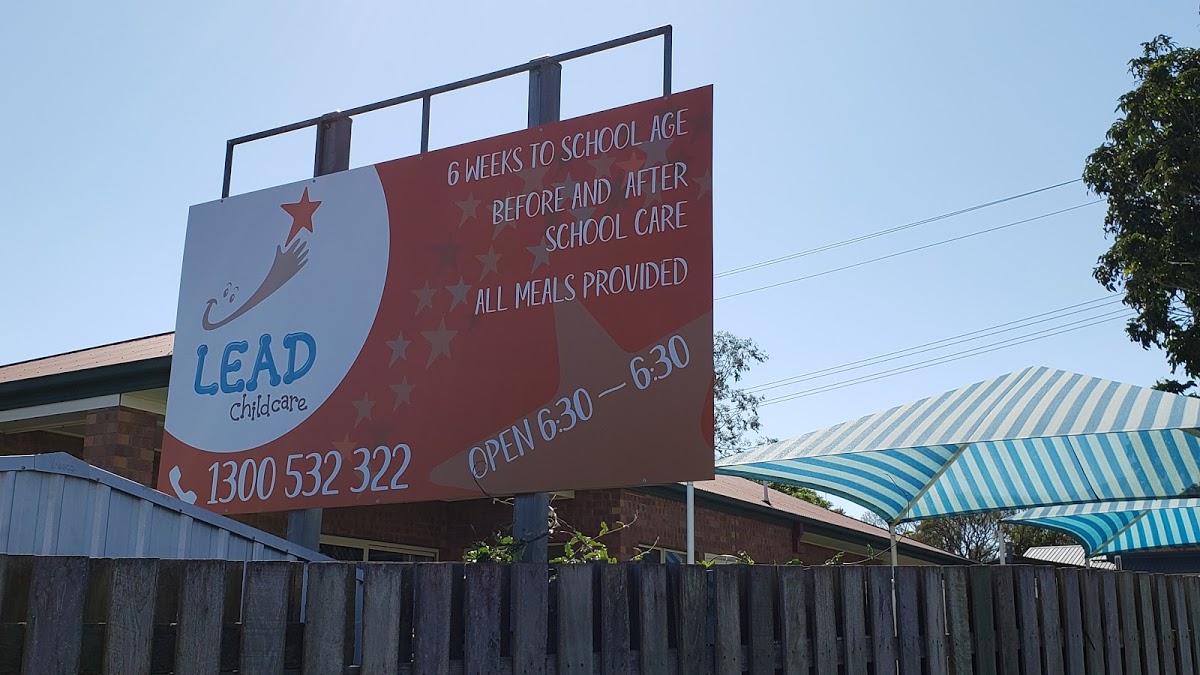 6 WEEKS TO SCHOOL AGE
BEFORE AND AFTER
SCHOOL CARE
ALL MEALS PROVIDED
OPEN 6:30 — 6:30
LEAD
Childcare
1300 532 322